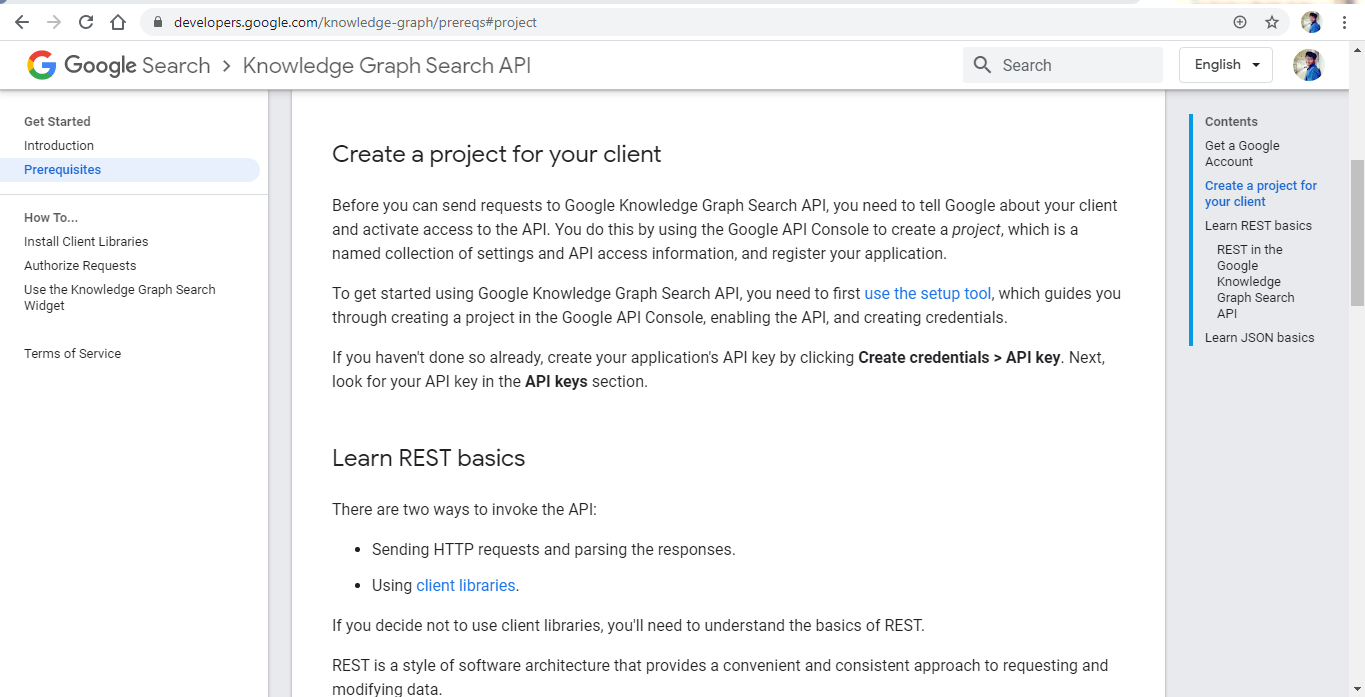 developers.google.com/knowledge-graph/prereqs#project
Google Search > Knowledge Graph Search API
Search
English
Get Started
Introduction
Prerequisites
How To...
Install Client Libraries
Authorize Requests
Use the Knowledge Graph Search
Widget
Terms of Service
Create a project for your client
Before you can send requests to Google Knowledge Graph Search API, you need to tell Google about your client
and activate access to the API. You do this by using the Google API Console to create a project, which is a
named collection of settings and API access information, and register your application.
To get started using Google Knowledge Graph Search API, you need to first use the setup tool, which guides you
through creating a project in the Google API Console, enabling the API, and creating credentials.
If you haven't done so already, create your application's API key by clicking Create credentials > API key. Next,
look for your API key in the API keys section.
Learn REST basics
There are two ways to invoke the API:
• Sending HTTP requests and parsing the responses.
• Using client libraries.
If you decide not to use client libraries, you'll need to understand the basics of REST.
REST is a style of software architecture that provides a convenient and consistent approach to requesting and
modifying data.
Contents
Get a Google
Account
Create a project for
your client
Learn REST basics
REST in the
Google
Knowledge
Graph Search
API
Learn JSON basics